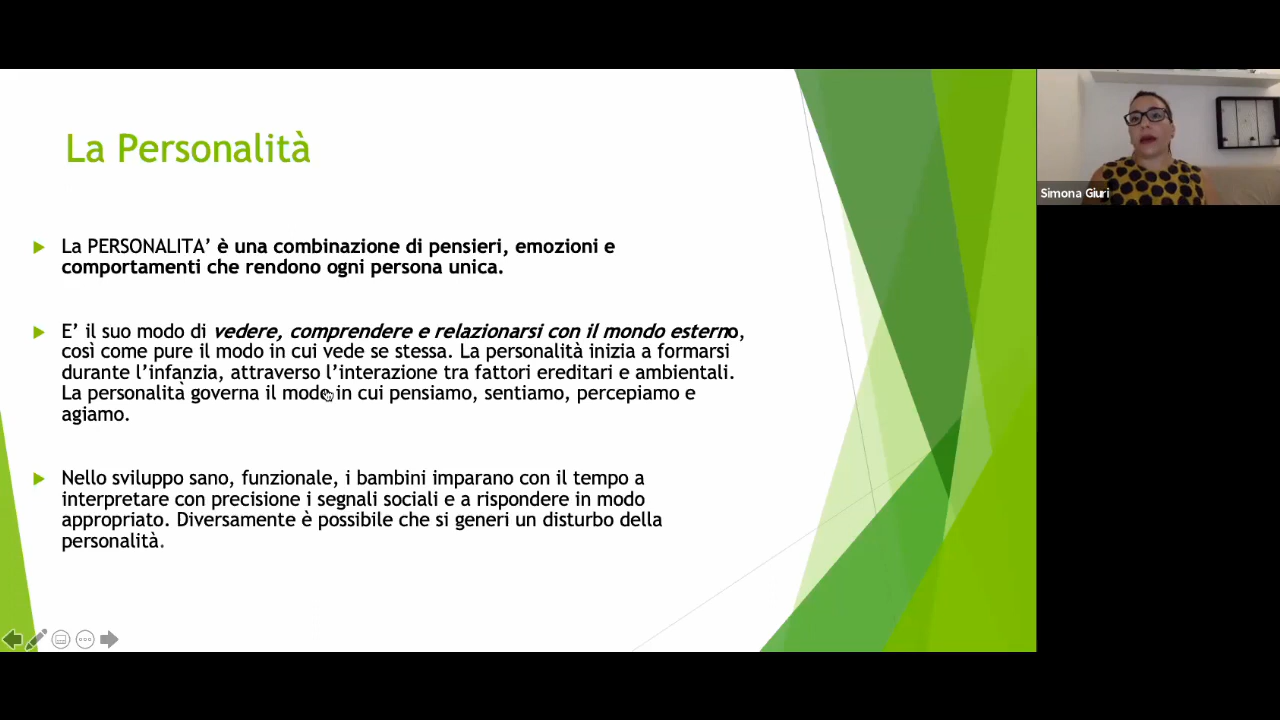 La Personalità
La PERSONALITA’ è una combinazione di pensieri, emozioni e
comportamenti che rendono ogni persona unica.
E’ il suo modo di vedere, comprendere e relazionarsi con il mondo esterno,
così come pure il modo in cui vede se stessa. La personalità inizia a formarsi
durante l’infanzia, attraverso l’interazione tra fattori ereditari e ambientali.
La personalità governa il modo in cui pensiamo, sentiamo, percepiamo e
agiamo.
Nello sviluppo sano, funzionale, i bambini imparano con il tempo a
interpretare con precisione i segnali sociali e a rispondere in modo
appropriato. Diversamente è possibile che si generi un disturbo della
personalità.
Simona Giuri